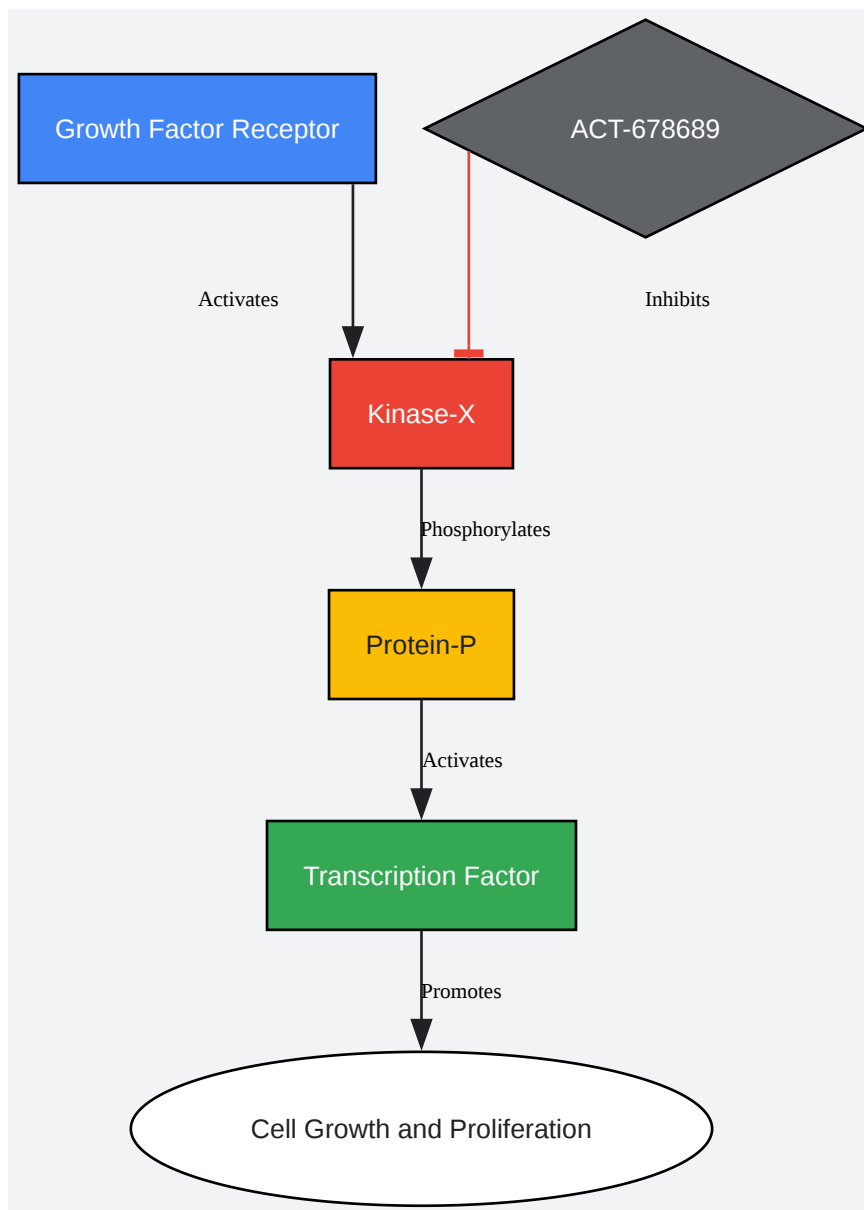 Growth Factor Receptor
ACT-678689
Activates
Inhibits
Kinase-X
Phosphorylates
Protein-P
Activates
Transcription Factor
Promotes
Cell Growth and Proliferation